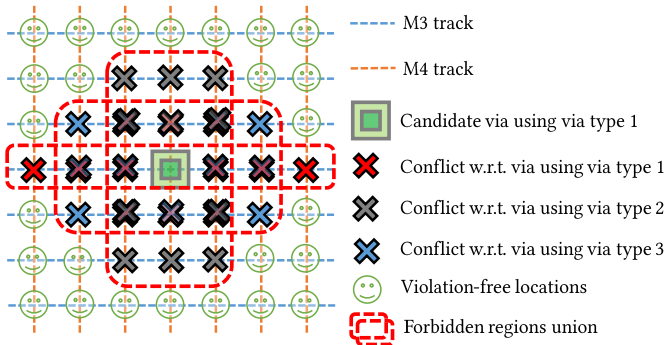 M3 track
M4 track
Candidate via using via type 1
Conflict w.r.t. via using via type 1
Conflict w.r.t. via using via type 2
Conflict w.r.t. via using via type 3
Violation-free locations
Forbidden regions union